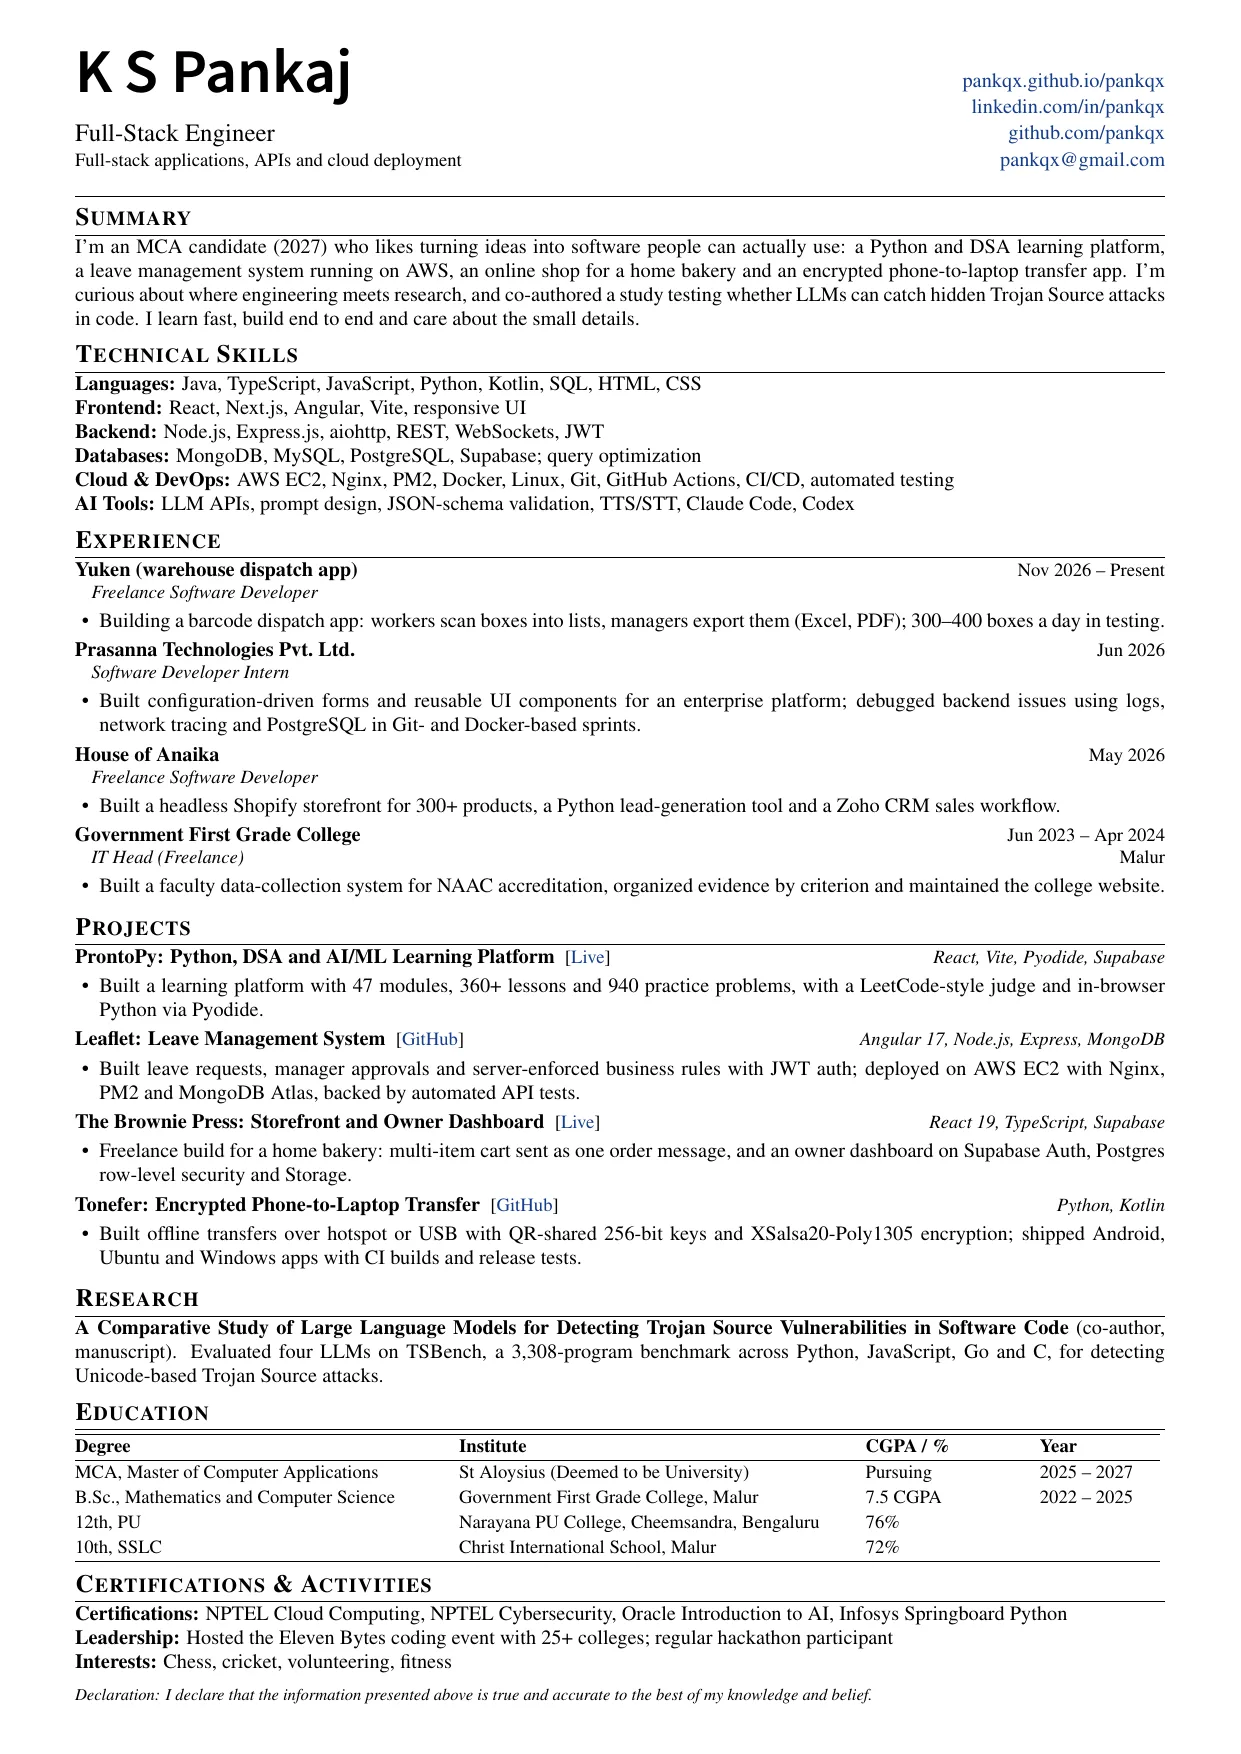 K S Pankaj
Full-Stack Engineer
Full-stack applications, APIs and cloud deployment
pankqx.github.io/pankqx
linkedin.com/in/pankqx
github.com/pankqx
pankqx@gmail.com
SUMMARY
I'm an MCA candidate (2027) who likes turning ideas into software people can actually use: a Python and DSA learning platform,
a leave management system running on AWS, an online shop for a home bakery and an encrypted phone-to-laptop transfer app. I'm
curious about where engineering meets research, and co-authored a study testing whether LLMs can catch hidden Trojan Source attacks
in code. I learn fast, build end to end and care about the small details.
TECHNICAL SKILLS
Languages: Java, TypeScript, JavaScript, Python, Kotlin, SQL, HTML, CSS
Frontend: React, Next.js, Angular, Vite, responsive UI
Backend: Node.js, Express.js, aiohttp, REST, WebSockets, JWT
Databases: MongoDB, MySQL, PostgreSQL, Supabase; query optimization
Cloud & DevOps: AWS EC2, Nginx, PM2, Docker, Linux, Git, GitHub Actions, CI/CD, automated testing
AI Tools: LLM APIs, prompt design, JSON-schema validation, TTS/STT, Claude Code, Codex
EXPERIENCE
Yuken (warehouse dispatch app) Nov 2026 – Present
Freelance Software Developer
• Building a barcode dispatch app: workers scan boxes into lists, managers export them (Excel, PDF); 300–400 boxes a day in testing.
Prasanna Technologies Pvt. Ltd. Jun 2026
Software Developer Intern
• Built configuration-driven forms and reusable UI components for an enterprise platform; debugged backend issues using logs,
network tracing and PostgreSQL in Git- and Docker-based sprints.
House of Anaika May 2026
Freelance Software Developer
• Built a headless Shopify storefront for 300+ products, a Python lead-generation tool and a Zoho CRM sales workflow.
Government First Grade College Jun 2023 – Apr 2024
IT Head (Freelance) Malur
• Built a faculty data-collection system for NAAC accreditation, organized evidence by criterion and maintained the college website.
PROJECTS
ProntoPy: Python, DSA and AI/ML Learning Platform [Live] React, Vite, Pyodide, Supabase
• Built a learning platform with 47 modules, 360+ lessons and 940 practice problems, with a LeetCode-style judge and in-browser
Python via Pyodide.
Leaflet: Leave Management System [GitHub] Angular 17, Node.js, Express, MongoDB
• Built leave requests, manager approvals and server-enforced business rules with JWT auth; deployed on AWS EC2 with Nginx,
PM2 and MongoDB Atlas, backed by automated API tests.
The Brownie Press: Storefront and Owner Dashboard [Live] React 19, TypeScript, Supabase
• Freelance build for a home bakery: multi-item cart sent as one order message, and an owner dashboard on Supabase Auth, Postgres
row-level security and Storage.
Tonefer: Encrypted Phone-to-Laptop Transfer [GitHub] Python, Kotlin
• Built offline transfers over hotspot or USB with QR-shared 256-bit keys and XSalsa20-Poly1305 encryption; shipped Android,
Ubuntu and Windows apps with CI builds and release tests.
RESEARCH
A Comparative Study of Large Language Models for Detecting Trojan Source Vulnerabilities in Software Code (co-author,
manuscript). Evaluated four LLMs on TSBench, a 3,308-program benchmark across Python, JavaScript, Go and C, for detecting
Unicode-based Trojan Source attacks.
EDUCATION
Degree Institute CGPA / % Year
MCA, Master of Computer Applications St Aloysius (Deemed to be University) Pursuing 2025 – 2027
B.Sc., Mathematics and Computer Science Government First Grade College, Malur 7.5 CGPA 2022 – 2025
12th, PU Narayana PU College, Cheemsandra, Bengaluru 76%
10th, SSLC Christ International School, Malur 72%
CERTIFICATIONS & ACTIVITIES
Certifications: NPTEL Cloud Computing, NPTEL Cybersecurity, Oracle Introduction to AI, Infosys Springboard Python
Leadership: Hosted the Eleven Bytes coding event with 25+ colleges; regular hackathon participant
Interests: Chess, cricket, volunteering, fitness
Declaration: I declare that the information presented above is true and accurate to the best of my knowledge and belief.